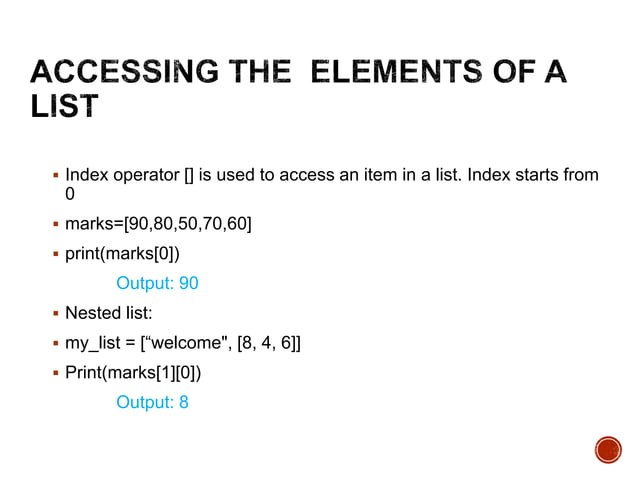 ACCESSING THE ELEMENTS OF A
LIST
▪ Index operator [] is used to access an item in a list. Index starts from
0
▪ marks=[90,80,50,70,60]
▪ print(marks[0])
Output: 90
▪ Nested list:
▪ my_list = [“welcome", [8, 4, 6]]
▪ Print(marks[1][0])
Output: 8